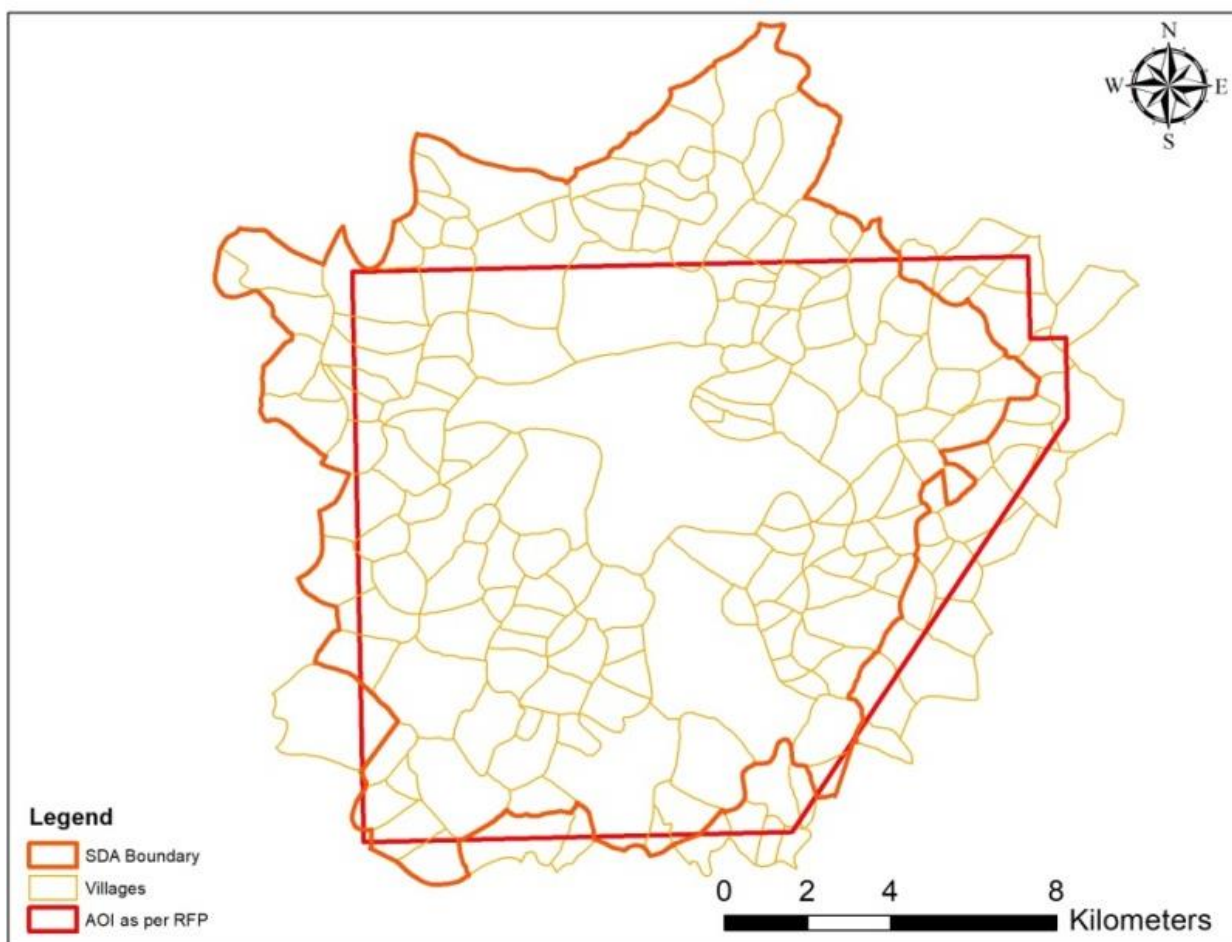 N
W E
S
Legend
SDA Boundary
Villages
AOI as per RFP
0 2 4 8
Kilometers